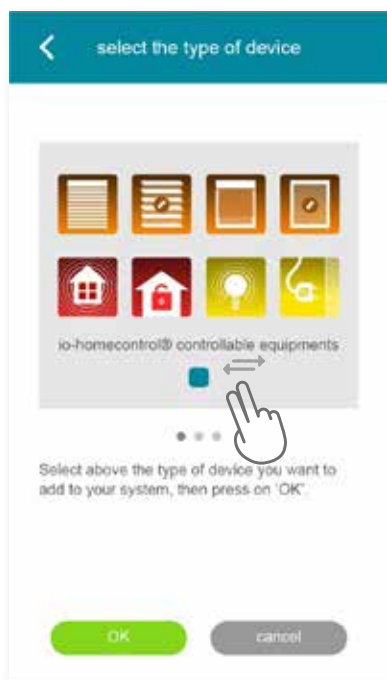 select the type of device
io-homecontrol® controllable equipments
Select above the type of device you want to
add to your system, then press on 'OK'.
OK
cancel